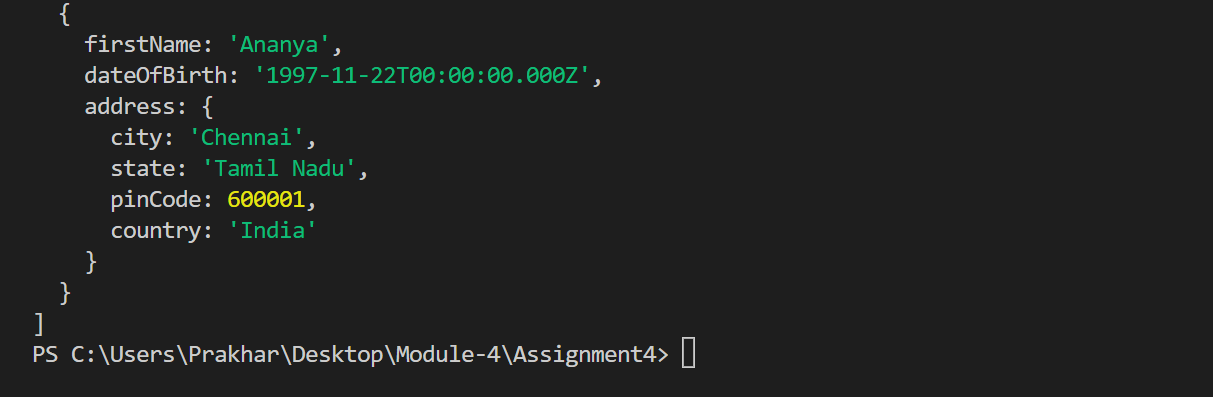 {
firstName: 'Ananya',
dateOfBirth: '1997-11-22T00:00:00.000Z',
address: {
city: 'Chennai',
state: 'Tamil Nadu',
pinCode: 600001,
country: 'India'
}
}
]
PS C:\Users\Prakhar\Desktop\Module-4\Assignment4>